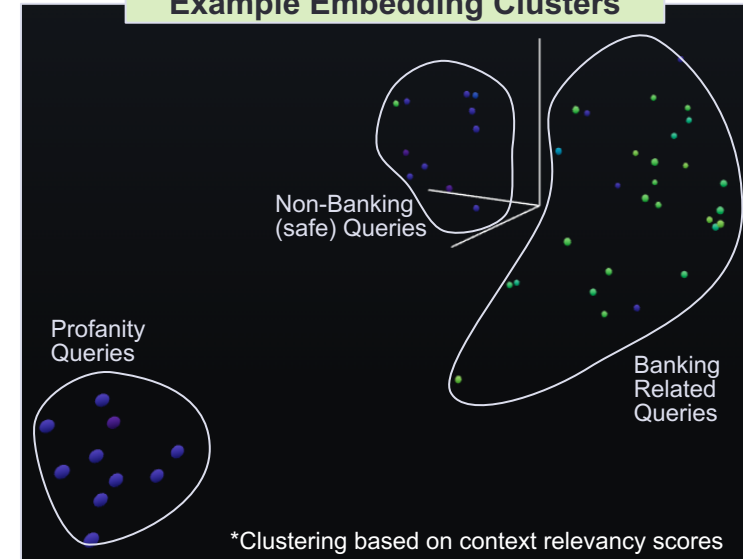 Example Embedding Clusters
Non-Banking
(safe) Queries
Profanity
Queries
Banking
Related
Queries
*Clustering based on context relevancy scores